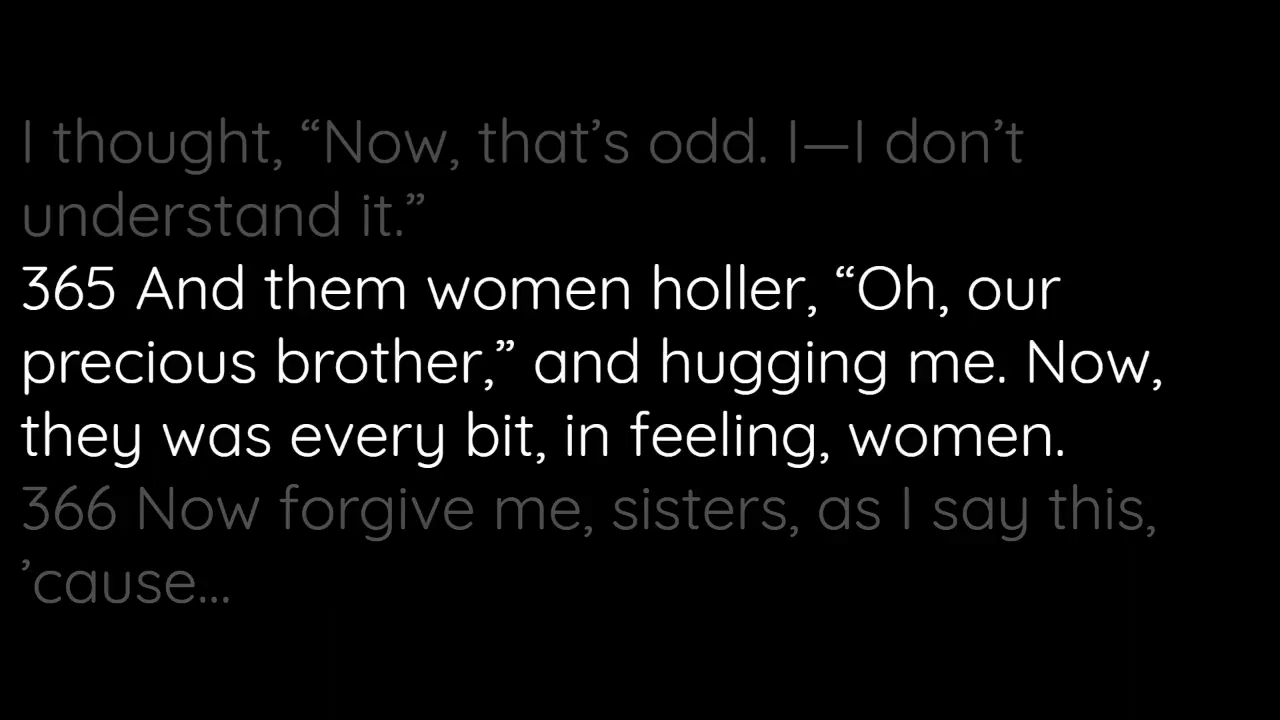 I thought, “Now, that’s odd. I—I don’t
understand it.”
365 And them women holler, “Oh, our
precious brother,” and hugging me. Now,
they was every bit, in feeling, women.
366 Now forgive me, sisters, as I say this,
’cause…